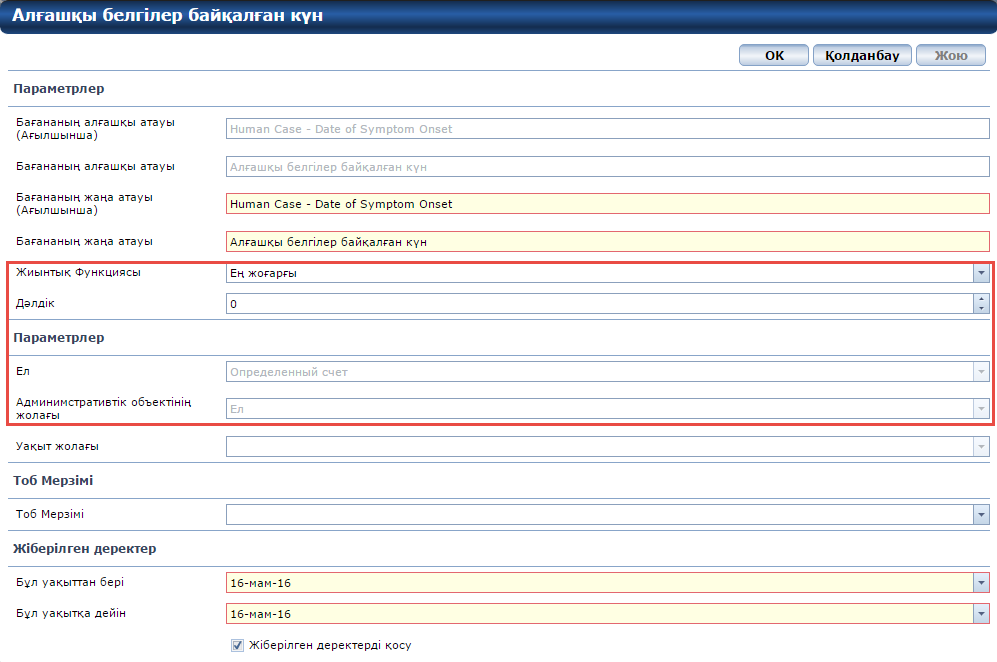 Алғашқы белгілер байқалған күн
OK
Қолданбау
Жою
Параметрлер
Бағананың алғашқы атауы
(Ағылшынша)
Human Case - Date of Symptom Onset
Бағананың алғашқы атауы
Алғашқы белгілер байқалған күн
Бағананың жаңа атауы
(Ағылшынша)
Human Case - Date of Symptom Onset
Бағананың жаңа атауы
Алғашқы белгілер байқалған күн
Жиынтық Функциясы
Ең жоғарғы
Дәлдік
0
Параметрлер
Ел
Определенный счет
Админимстративтік объектінің
жолағы
Ел
Уақыт жолағы
Тоб Мерзімі
Тоб Мерзімі
Жіберілген деректер
Бұл уақыттан бері
16-мам-16
Бұл уақытқа дейін
16-мам-16
Жіберілген деректерді қосу